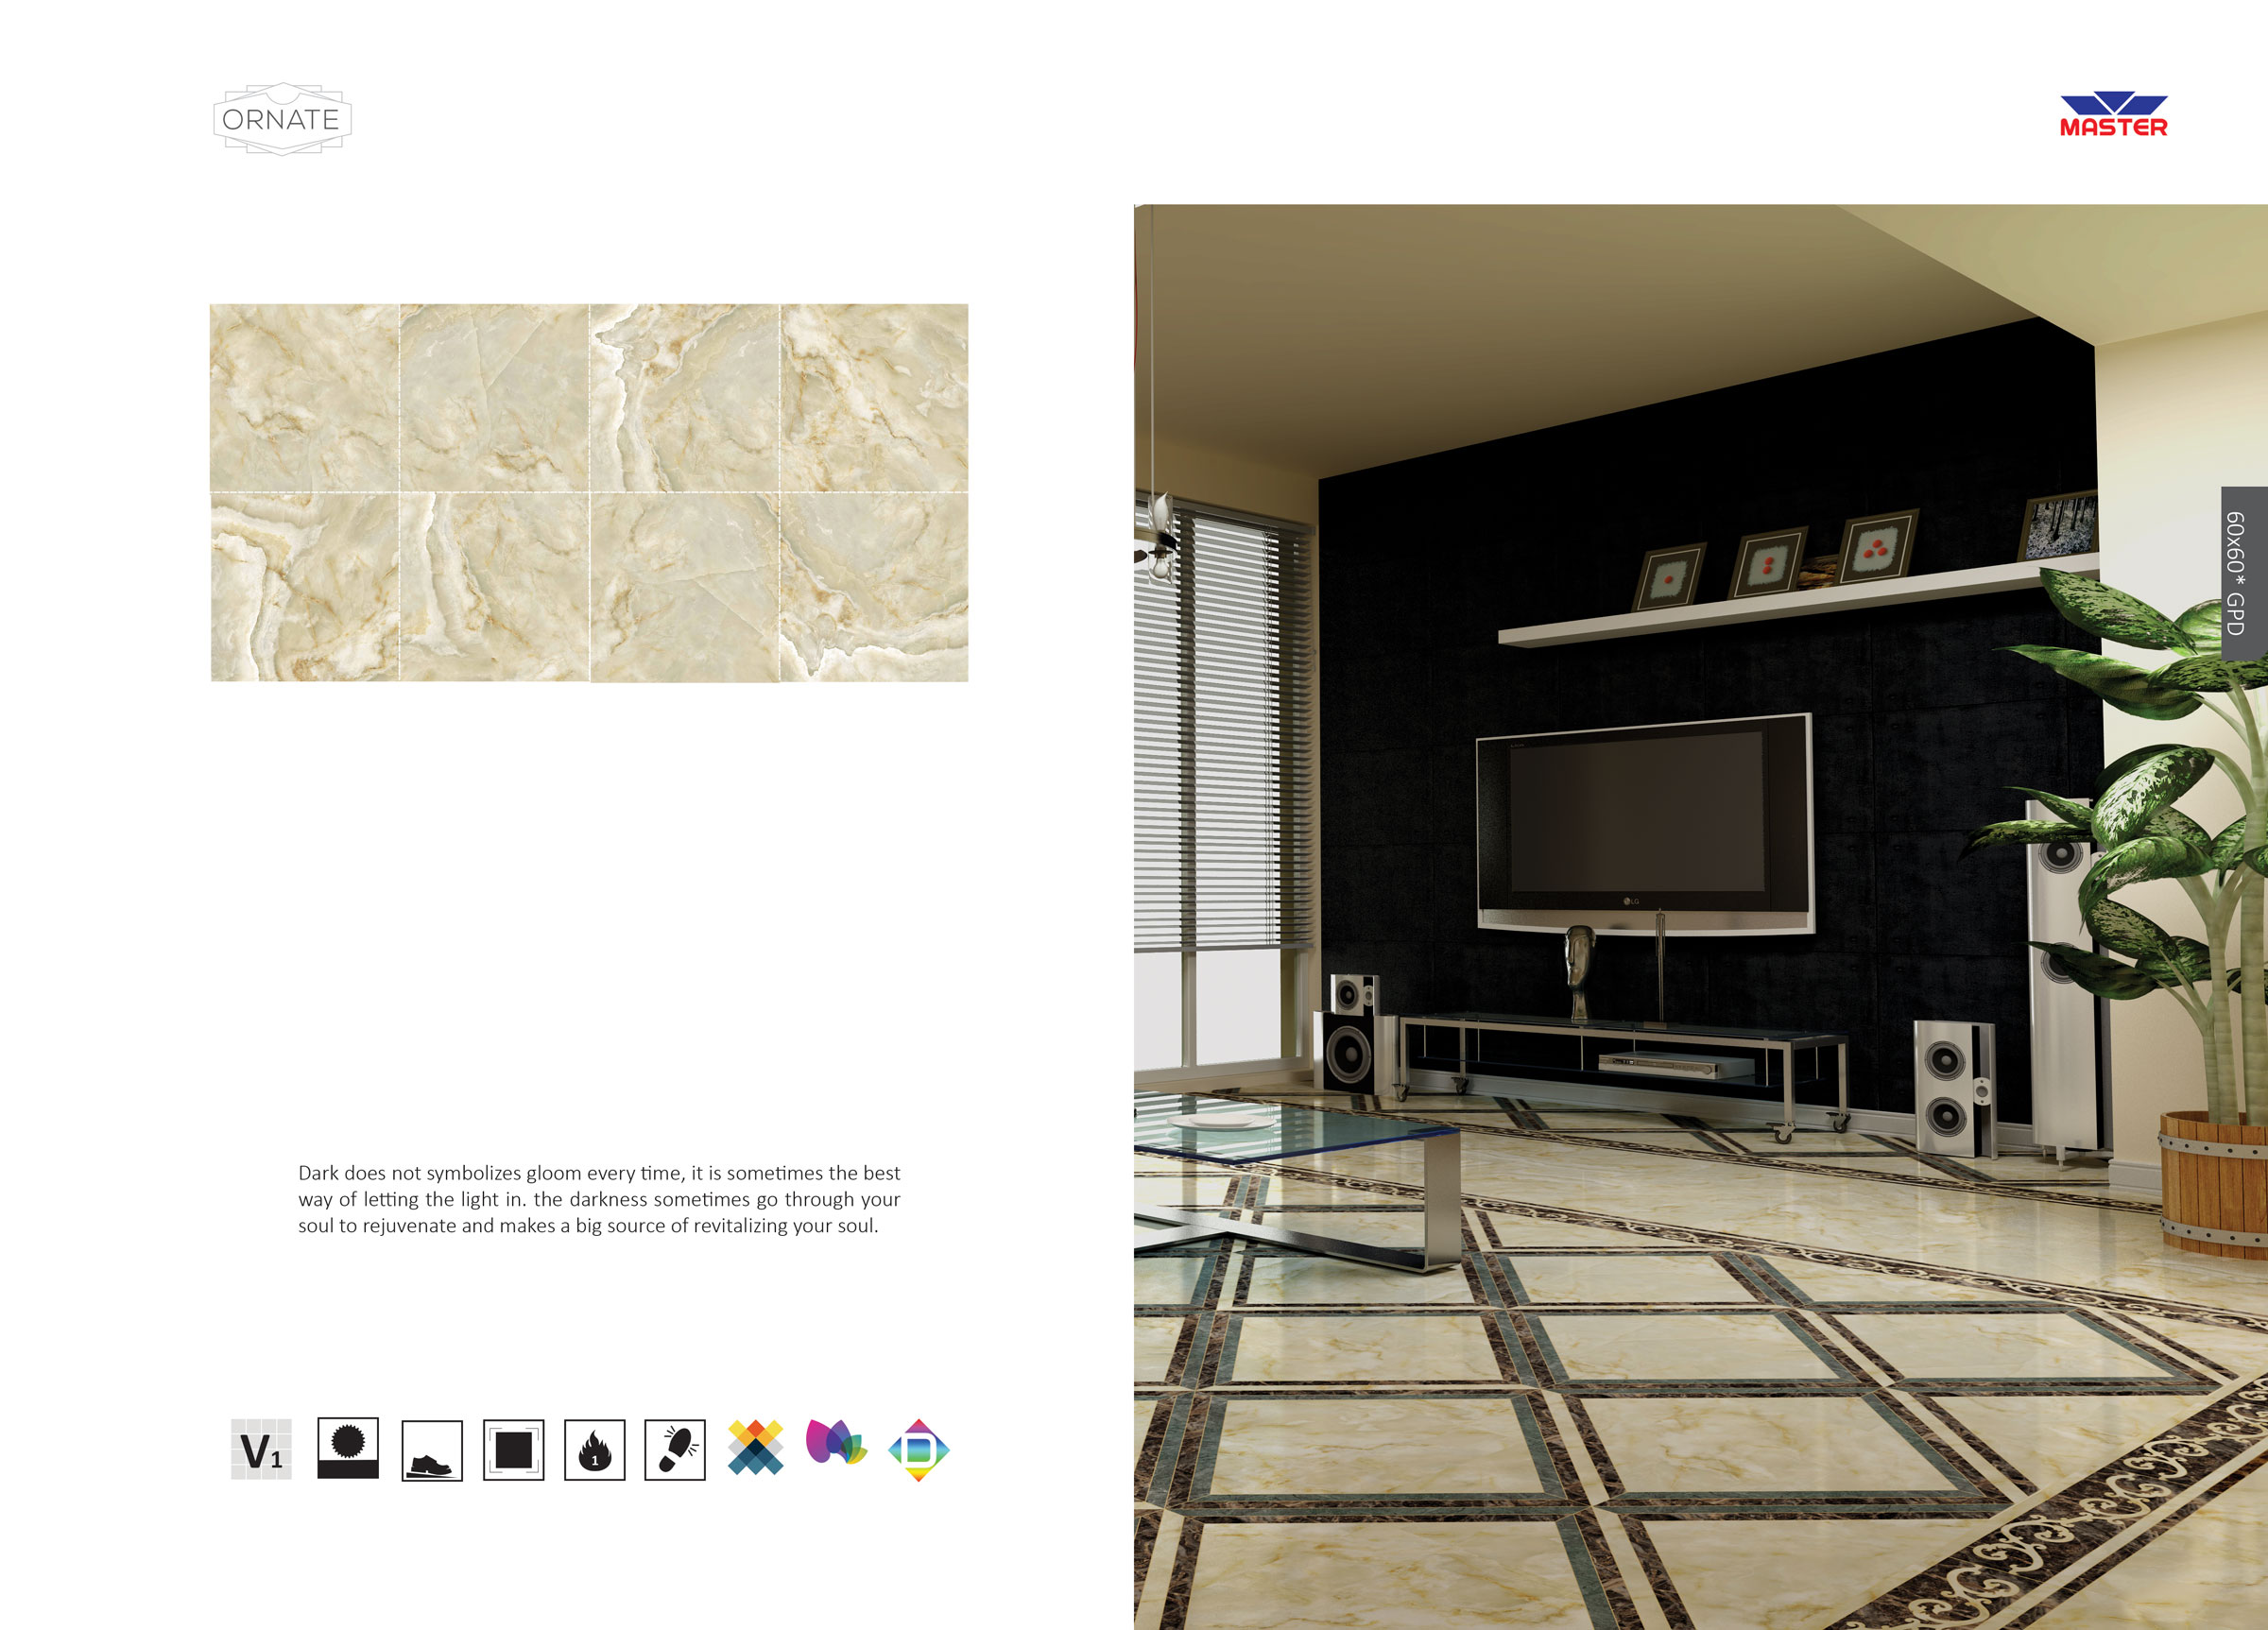 ORNATE
MASTER
60x60* GPD
LG
Dark does not symbolizes gloom every time, it is sometimes the best
way of letting the light in. the darkness sometimes go through your
soul to rejuvenate and makes a big source of revitalizing your soul.
V1
1
D